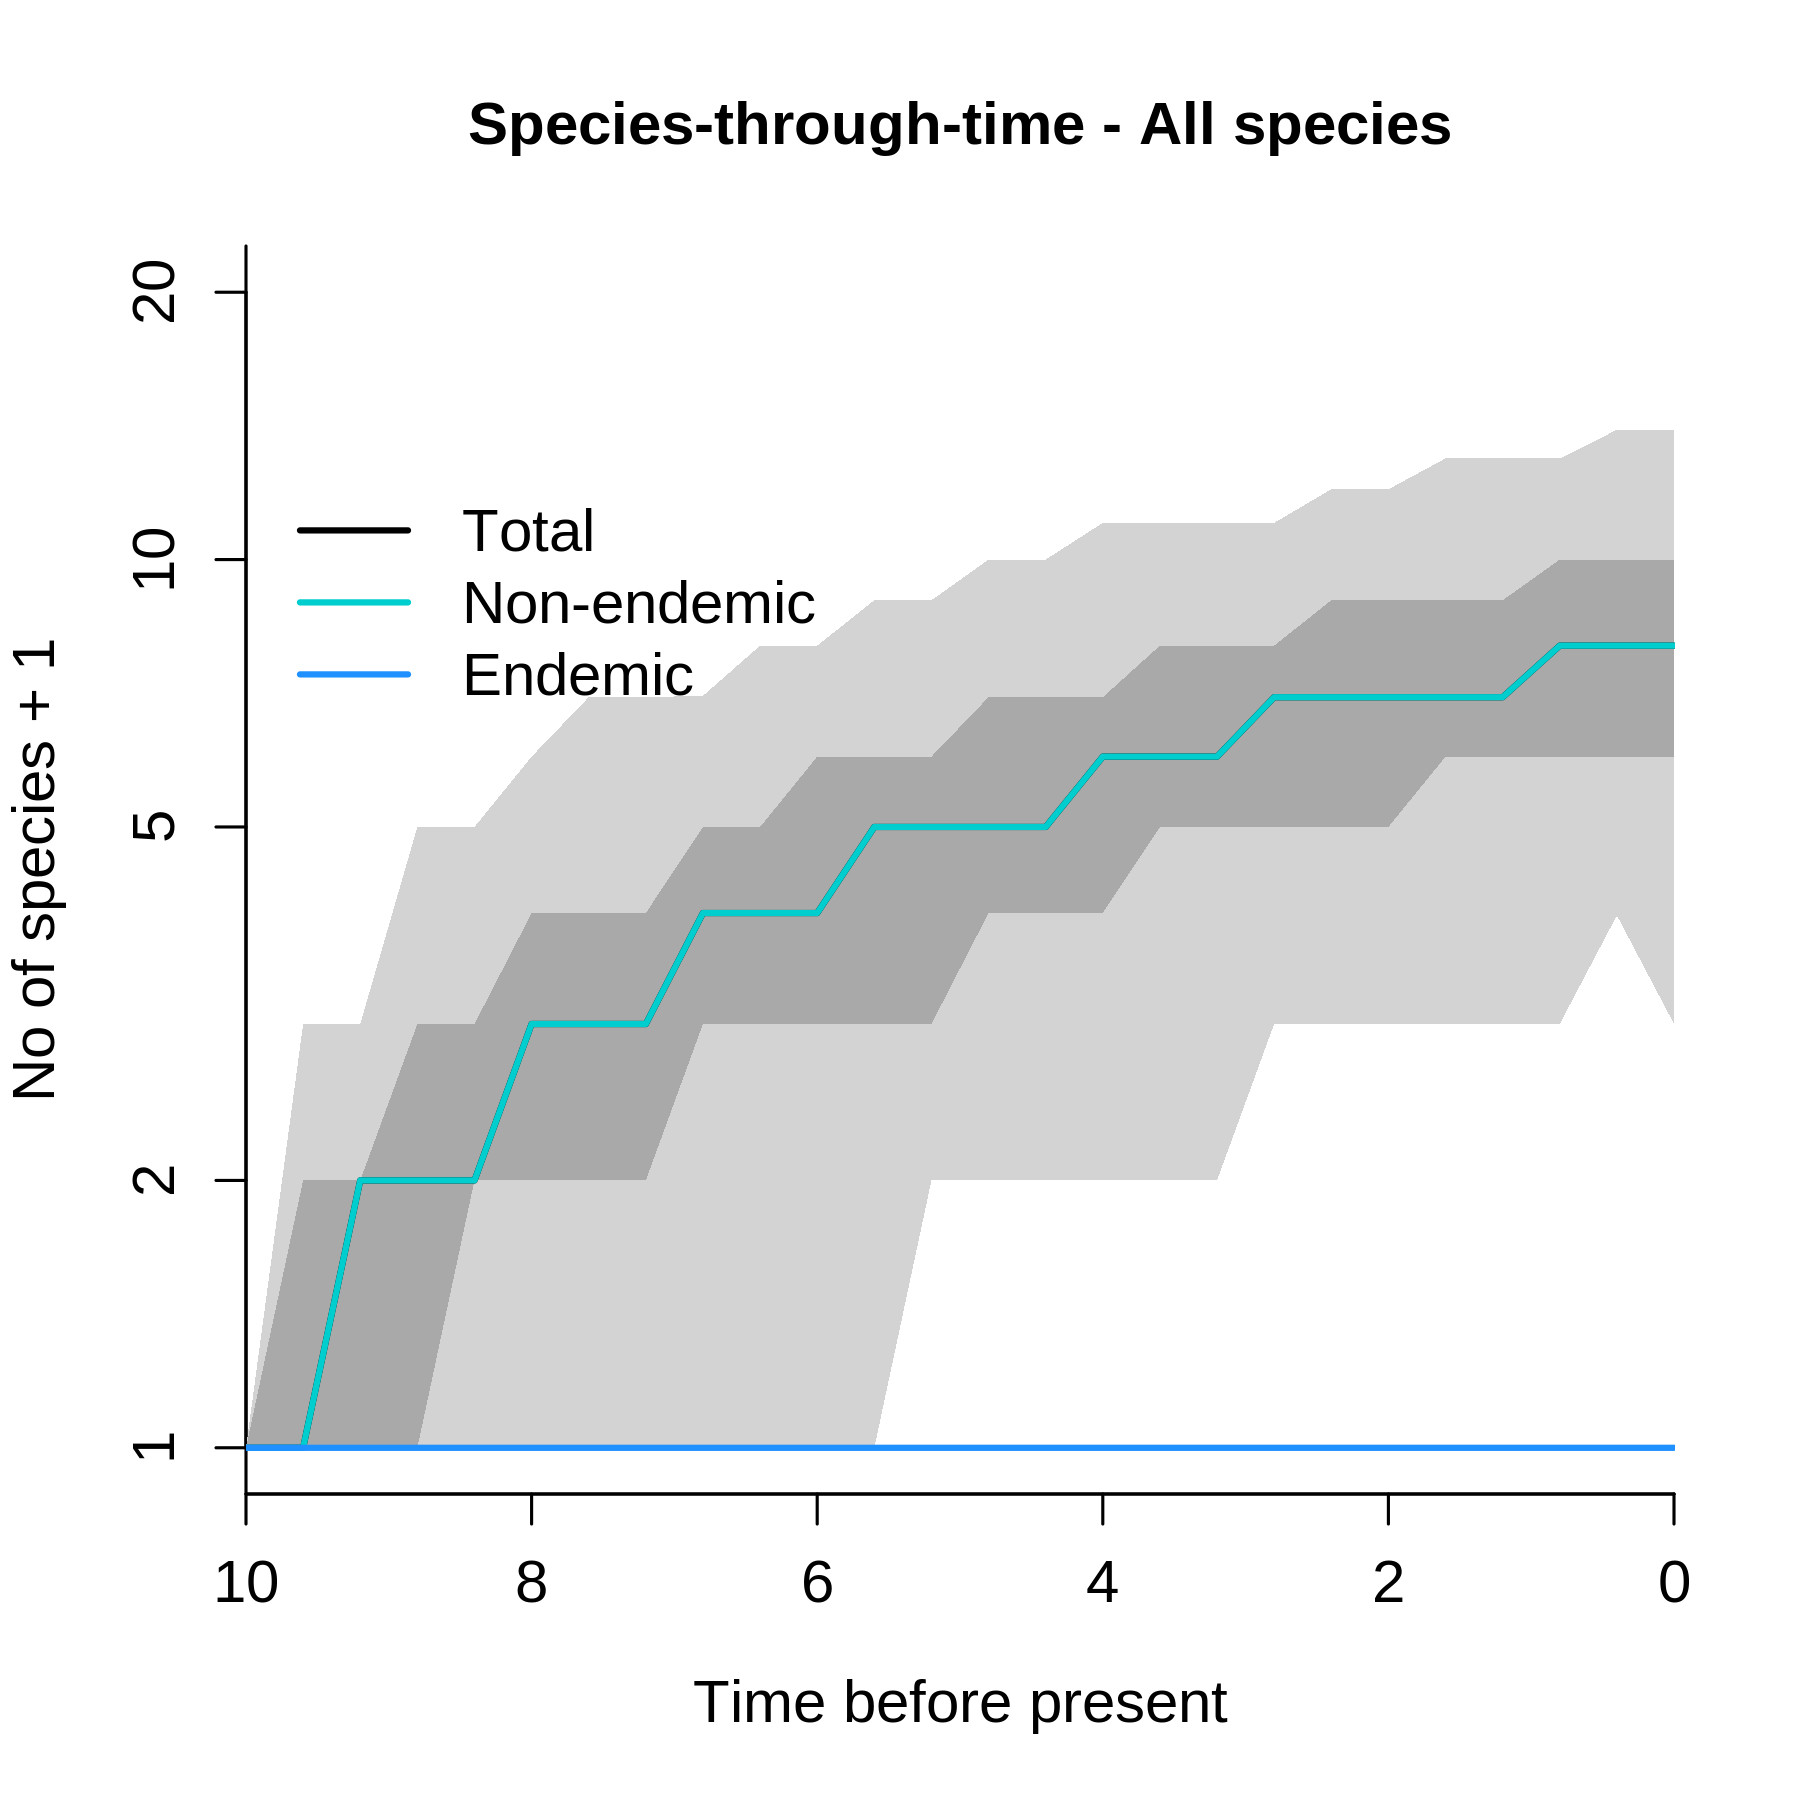 Species-through-time - All species
No of species + 1
20
10
5
2
1
Total
Non-endemic
Endemic
10 8 6 4 2 0
Time before present